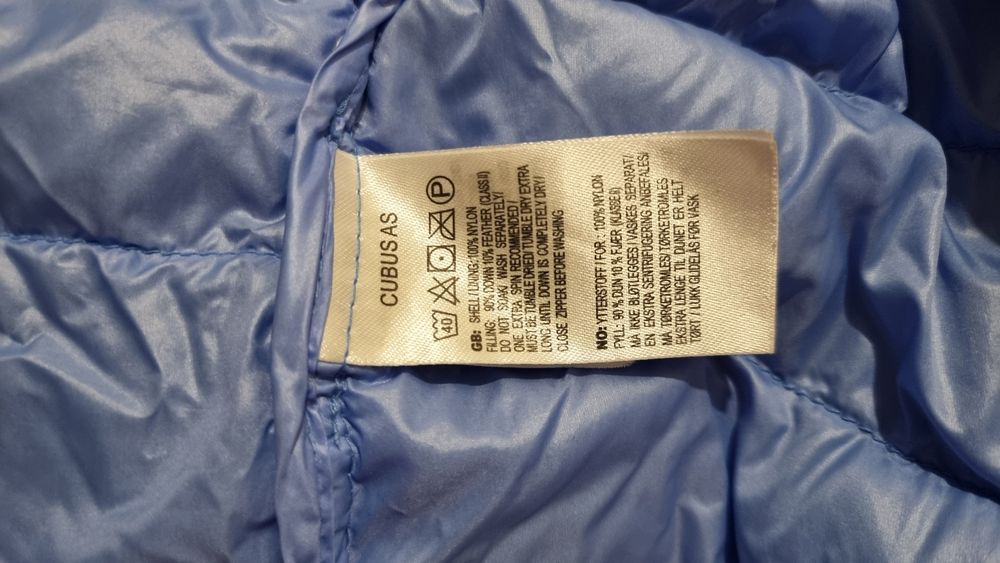 CUBUS AS
40 P
GB: SHELL/LINING: 100% NYLON
FILLING: 90% DOWN 10% FEATHER (CLASS II)
DO NOT SOAK/ WASH SEPARATELY/
ONE EXTRA SPIN RECOMMENDED/
MUST BE TUMBLE DRIED/TUMBLE DRY EXTRA
LONG UNTIL DOWN IS COMPLETELY DRY/
CLOSE ZIPPER BEFORE WASHING
NO: YTTERSTOFF/FOR - 100% NYLON
FYLL: 90 % DUN 10 % FJÆR (KLASSE II)
MÅ IKKE BLØTLEGGES / VASKES SEPARAT/
EN EKSTRA SENTRIFUGERING ANBEFALES/
MÅ TØRKETROMLES/ TØRKETROMLES
EKSTRA LENGE TIL DUNET ER HELT
TØRT / LUKK GLIDELÅS FØR VASK